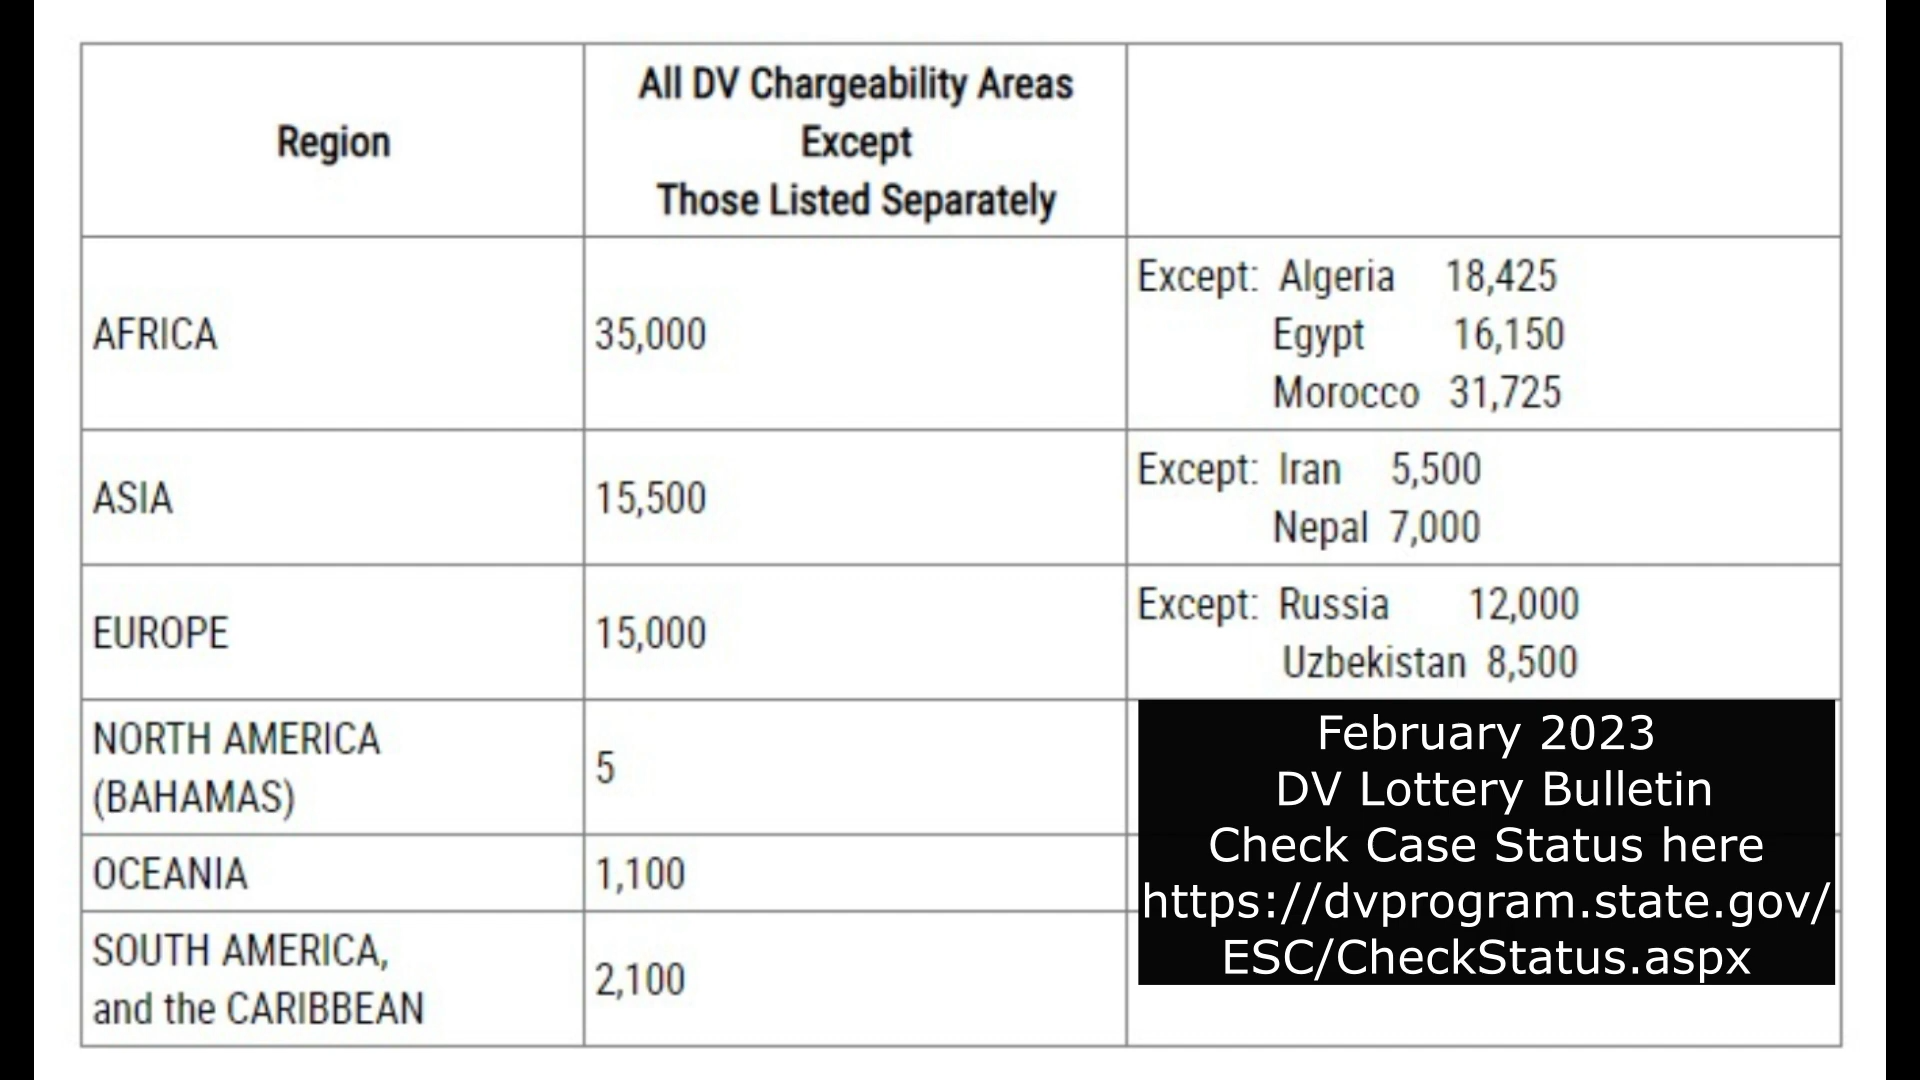 Region
All DV Chargeability Areas
Except
Those Listed Separately
AFRICA
35,000
Except: Algeria 18,425
Egypt 16,150
Morocco 31,725
ASIA
15,500
Except: Iran 5,500
Nepal 7,000
EUROPE
15,000
Except: Russia 12,000
Uzbekistan 8,500
NORTH AMERICA
(BAHAMAS)
5
OCEANIA
1,100
SOUTH AMERICA,
and the CARIBBEAN
2,100
February 2023
DV Lottery Bulletin
Check Case Status here
https://dvprogram.state.gov/
ESC/CheckStatus.aspx